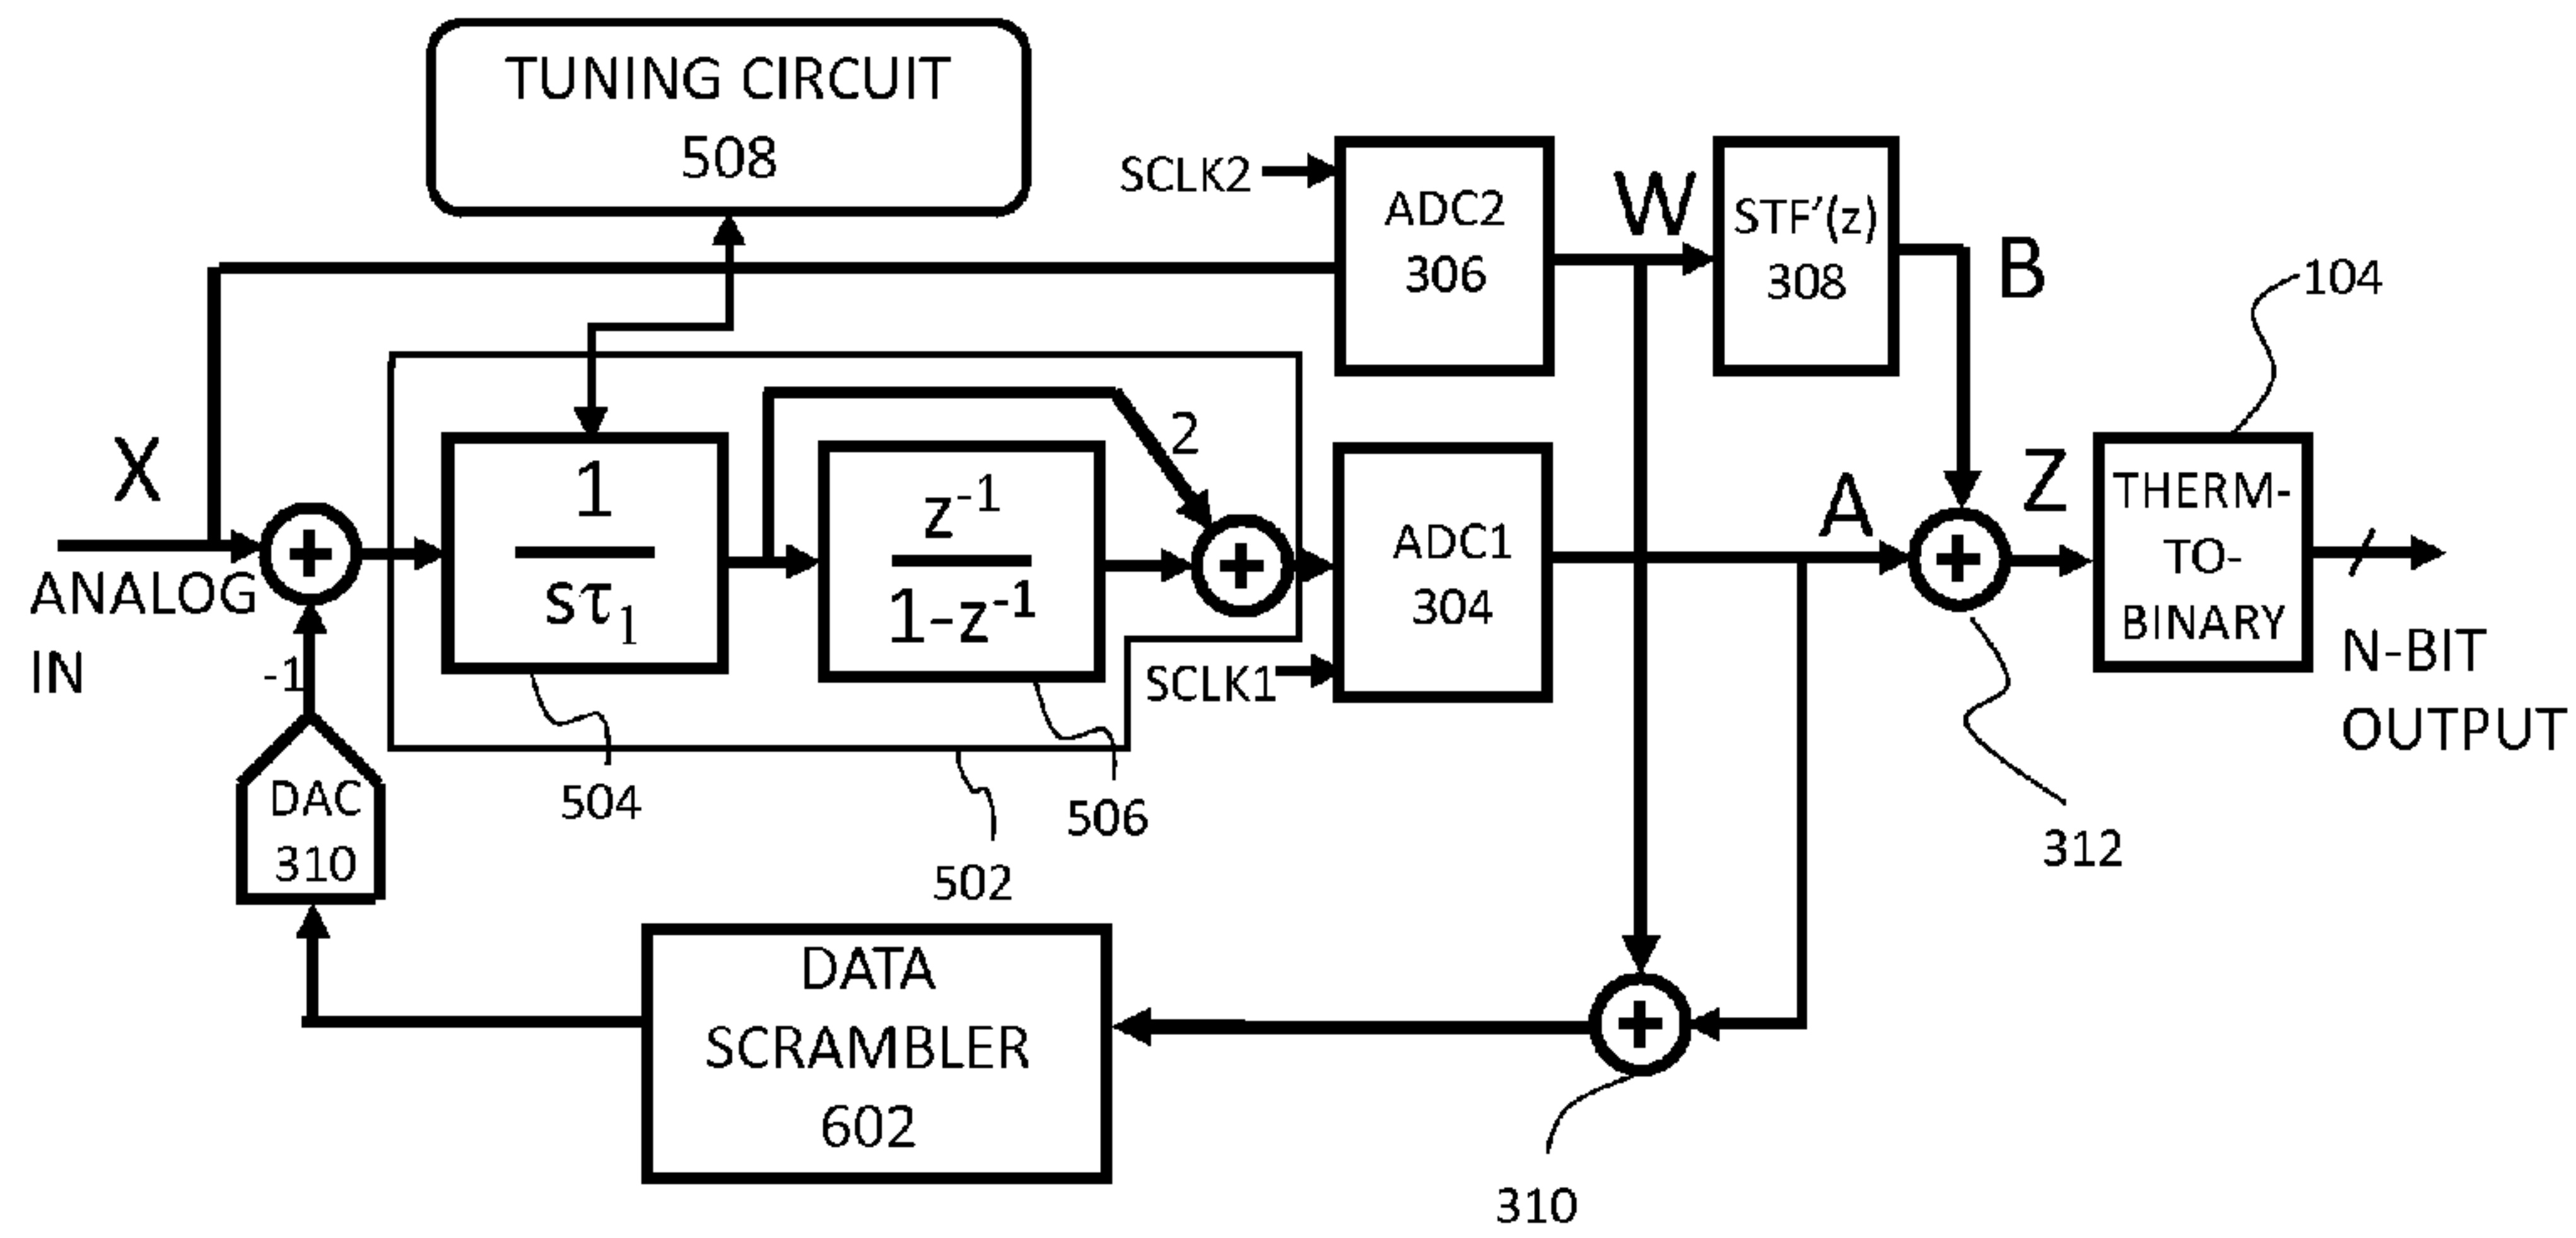 TUNING CIRCUIT
508
SCLK2
ADC2
306
W
STF’(z)
308
B
104
X
ANALOG
IN
1
sτ1
z-1
1-z-1
2
ADC1
304
SCLK1
A
Z
THERM-
TO-
BINARY
N-BIT
OUTPUT
-1
DAC
310
504
506
502
312
DATA
SCRAMBLER
602
310